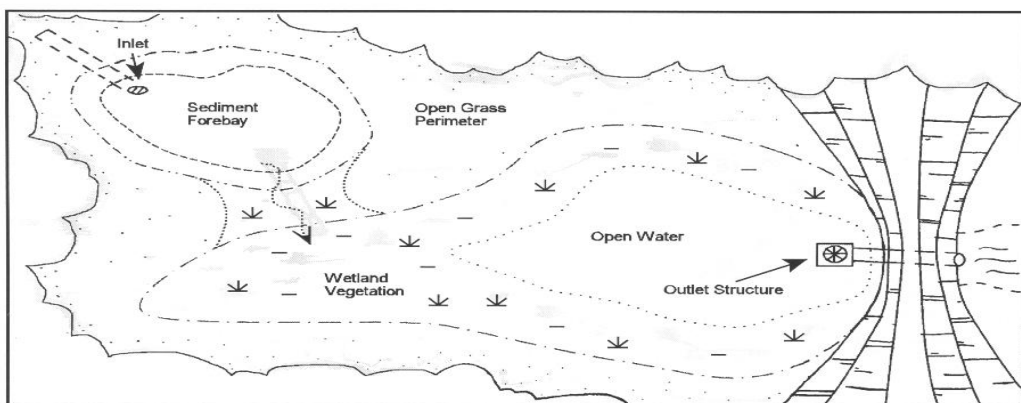 Inlet
Sediment
Forebay
Open Grass
Perimeter
Open Water
Wetland
Vegetation
Outlet Structure